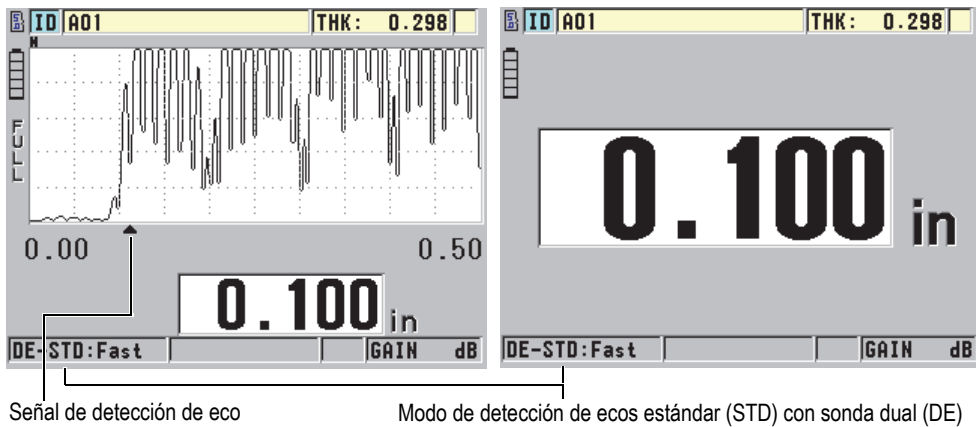 ID A01 THK: 0.298
FULL
0.00 0.50
0.100 in
DE-STD:Fast GAIN dB
ID A01 THK: 0.298
0.100 in
DE-STD:Fast GAIN dB
Señal de detección de eco
Modo de detección de ecos estándar (STD) con sonda dual (DE)